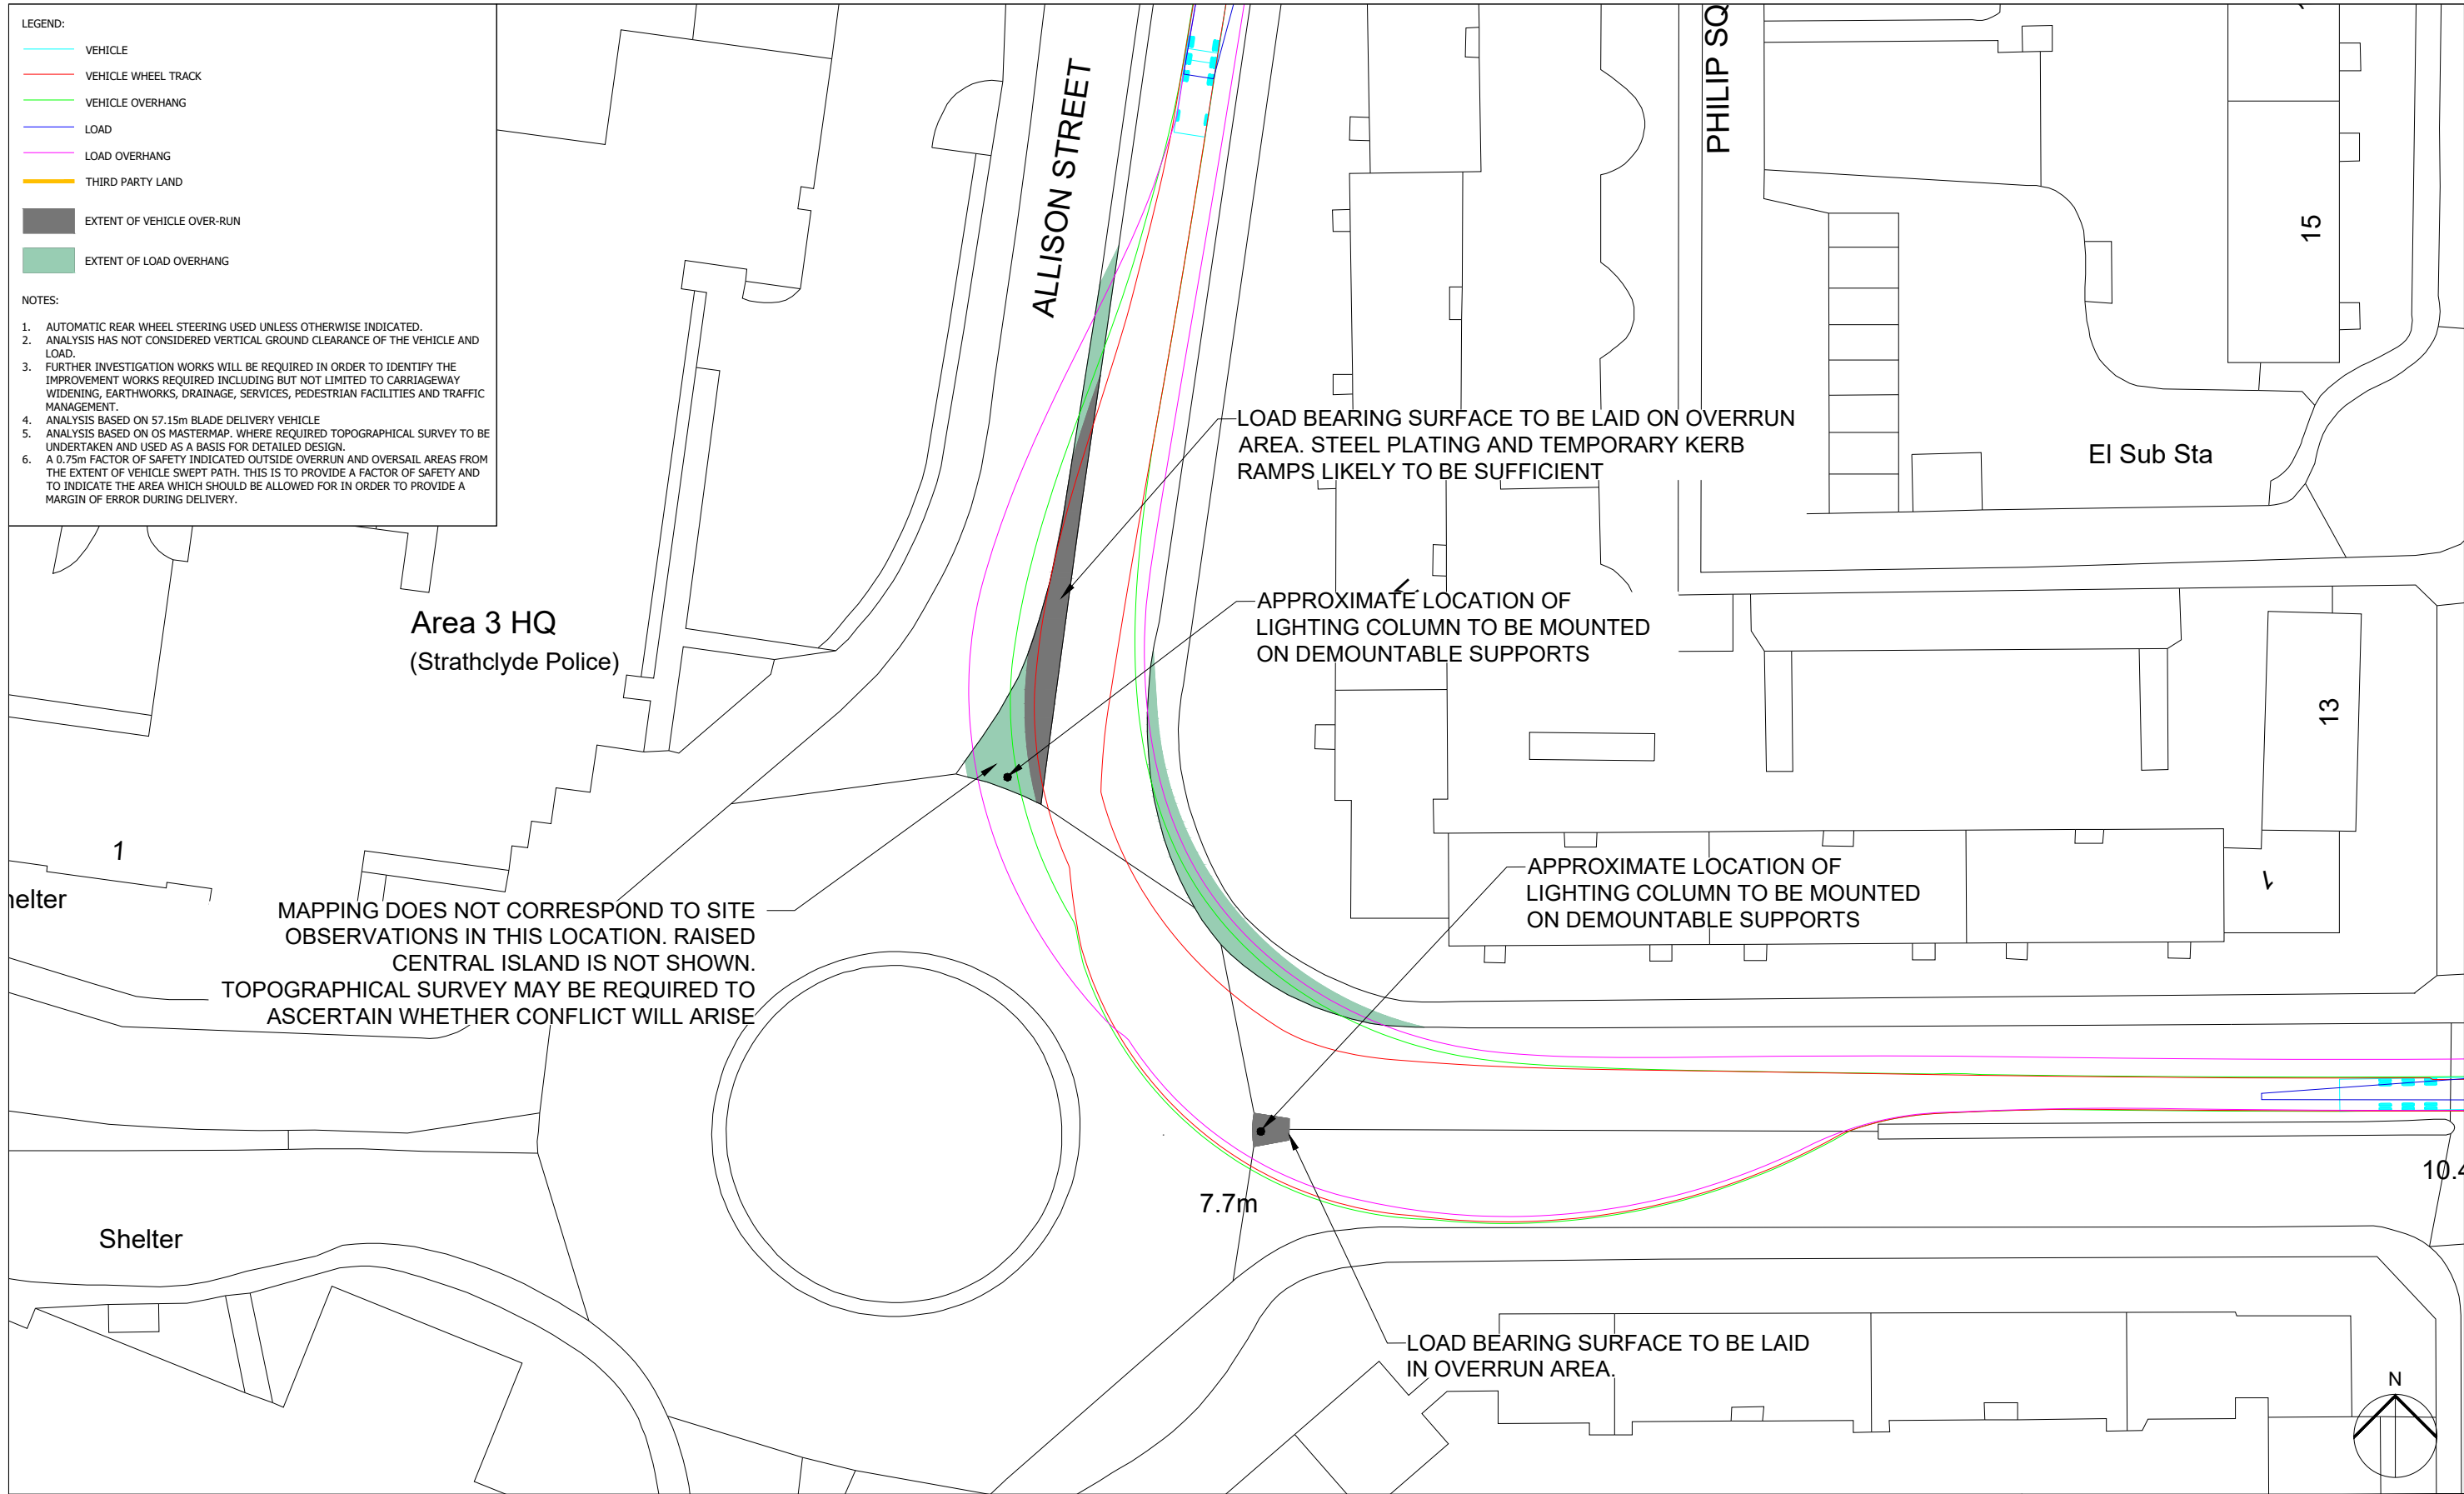 LEGEND:
VEHICLE
VEHICLE WHEEL TRACK
VEHICLE OVERHANG
LOAD
LOAD OVERHANG
THIRD PARTY LAND
EXTENT OF VEHICLE OVER-RUN
EXTENT OF LOAD OVERHANG
NOTES:
1. AUTOMATIC REAR WHEEL STEERING USED UNLESS OTHERWISE INDICATED.
2. ANALYSIS HAS NOT CONSIDERED VERTICAL GROUND CLEARANCE OF THE VEHICLE AND
LOAD.
3. FURTHER INVESTIGATION WORKS WILL BE REQUIRED IN ORDER TO IDENTIFY THE
IMPROVEMENT WORKS REQUIRED INCLUDING BUT NOT LIMITED TO CARRIAGEWAY
WIDENING, EARTHWORKS, DRAINAGE, SERVICES, PEDESTRIAN FACILITIES AND TRAFFIC
MANAGEMENT.
4. ANALYSIS BASED ON 57.15m BLADE DELIVERY VEHICLE
5. ANALYSIS BASED ON OS MASTERMAP. WHERE REQUIRED TOPOGRAPHICAL SURVEY TO BE
UNDERTAKEN AND USED AS A BASIS FOR DETAILED DESIGN.
6. A 0.75m FACTOR OF SAFETY INDICATED OUTSIDE OVERRUN AND OVERSAIL AREAS FROM
THE EXTENT OF VEHICLE SWEPT PATH. THIS IS TO PROVIDE A FACTOR OF SAFETY AND
TO INDICATE THE AREA WHICH SHOULD BE ALLOWED FOR IN ORDER TO PROVIDE A
MARGIN OF ERROR DURING DELIVERY.
ALLISON STREET
PHILIP SQ
15
El Sub Sta
LOAD BEARING SURFACE TO BE LAID ON OVERRUN
AREA. STEEL PLATING AND TEMPORARY KERB
RAMPS LIKELY TO BE SUFFICIENT
APPROXIMATE LOCATION OF
LIGHTING COLUMN TO BE MOUNTED
ON DEMOUNTABLE SUPPORTS
Area 3 HQ
(Strathclyde Police)
13
1
helter
APPROXIMATE LOCATION OF
LIGHTING COLUMN TO BE MOUNTED
ON DEMOUNTABLE SUPPORTS
1
MAPPING DOES NOT CORRESPOND TO SITE
OBSERVATIONS IN THIS LOCATION. RAISED
CENTRAL ISLAND IS NOT SHOWN.
TOPOGRAPHICAL SURVEY MAY BE REQUIRED TO
ASCERTAIN WHETHER CONFLICT WILL ARISE
10.4
7.7m
Shelter
LOAD BEARING SURFACE TO BE LAID
IN OVERRUN AREA.
N